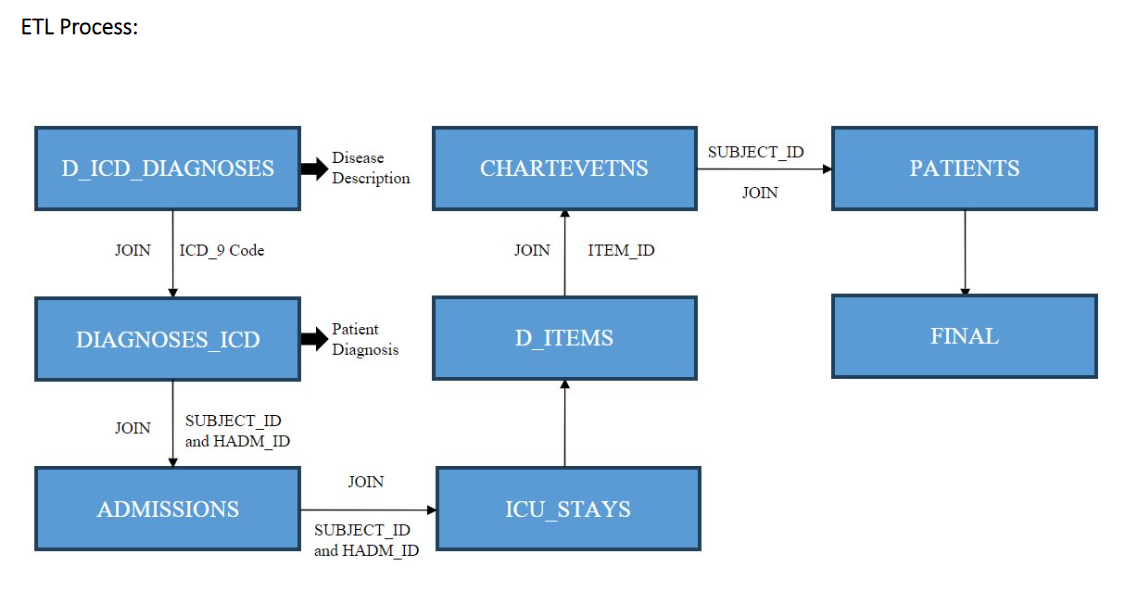 ETL Process:
D_ICD_DIAGNOSES
Disease
Description
CHARTEVETNS
SUBJECT_ID
JOIN
PATIENTS
JOIN
ICD_9 Code
JOIN
ITEM_ID
DIAGNOSES_ICD
Patient
Diagnosis
D_ITEMS
FINAL
JOIN
SUBJECT_ID
and HADM_ID
ADMISSIONS
JOIN
SUBJECT_ID
and HADM_ID
ICU_STAYS